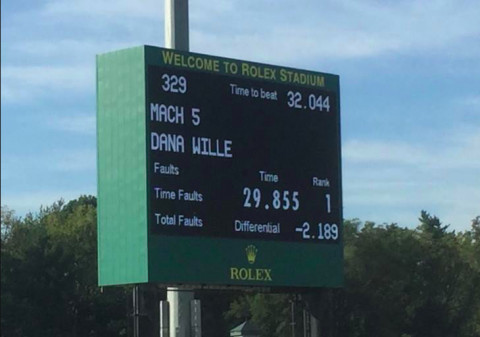 WELCOME TO ROLEX STADIUM
329 Time to beat 32.044
MACH 5
DANA WILLE
Faults Time Rank
Time Faults 29.855 1
Total Faults Differential -2.189
ROLEX